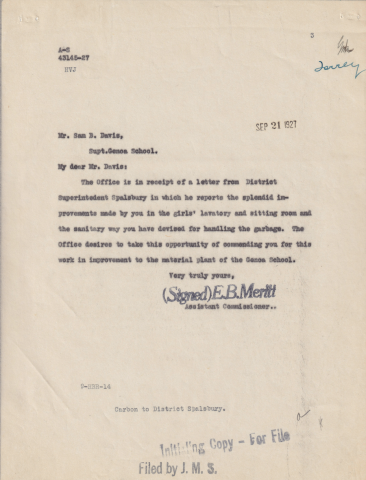 3
A-C
43145-27
HVJ
Torrey
SEP 21 1927
Mr. Sam B. Davis,
Supt. Genoa School.
My dear Mr. Davis:
The Office is in receipt of a letter from District
Superintendent Spalsbury in which he reports the splendid im-
provements made by you in the girls' lavatory and sitting room and
the sanitary way you have devised for handling the garbage. The
Office desires to take this opportunity of commending you for this
work in improvement to the material plant of the Genoa School.
Very truly yours,
(Signed) E.B. Meritt
Assistant Commissioner..
Carbon to District Spalsbury.
Initialing Copy - For File
Filed by J. M. S.